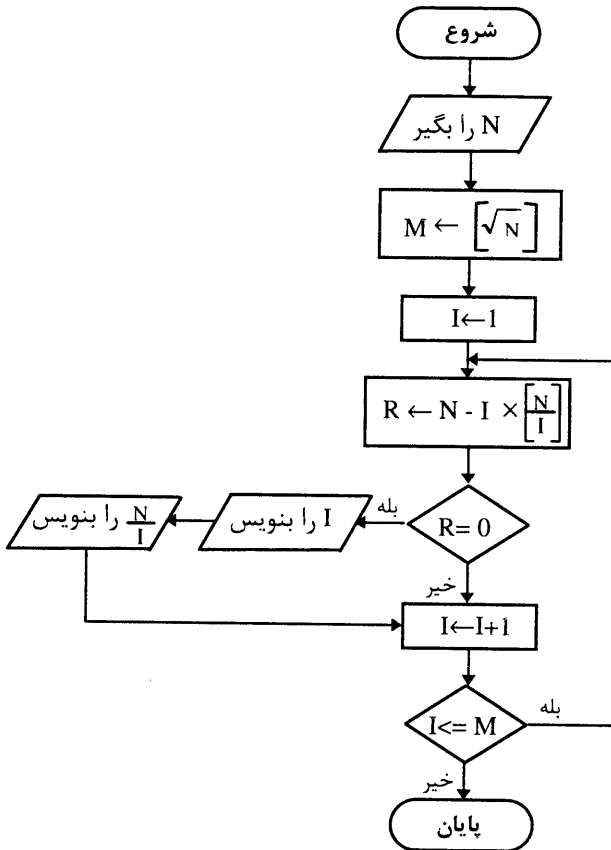 شروع
N را بگیر
M ← [√N]
I←1
R ← N - I × [N/I]
R= 0
بله
I را بنویس
N/I را بنویس
خیر
I←I+1
I<= M
بله
خیر
پایان